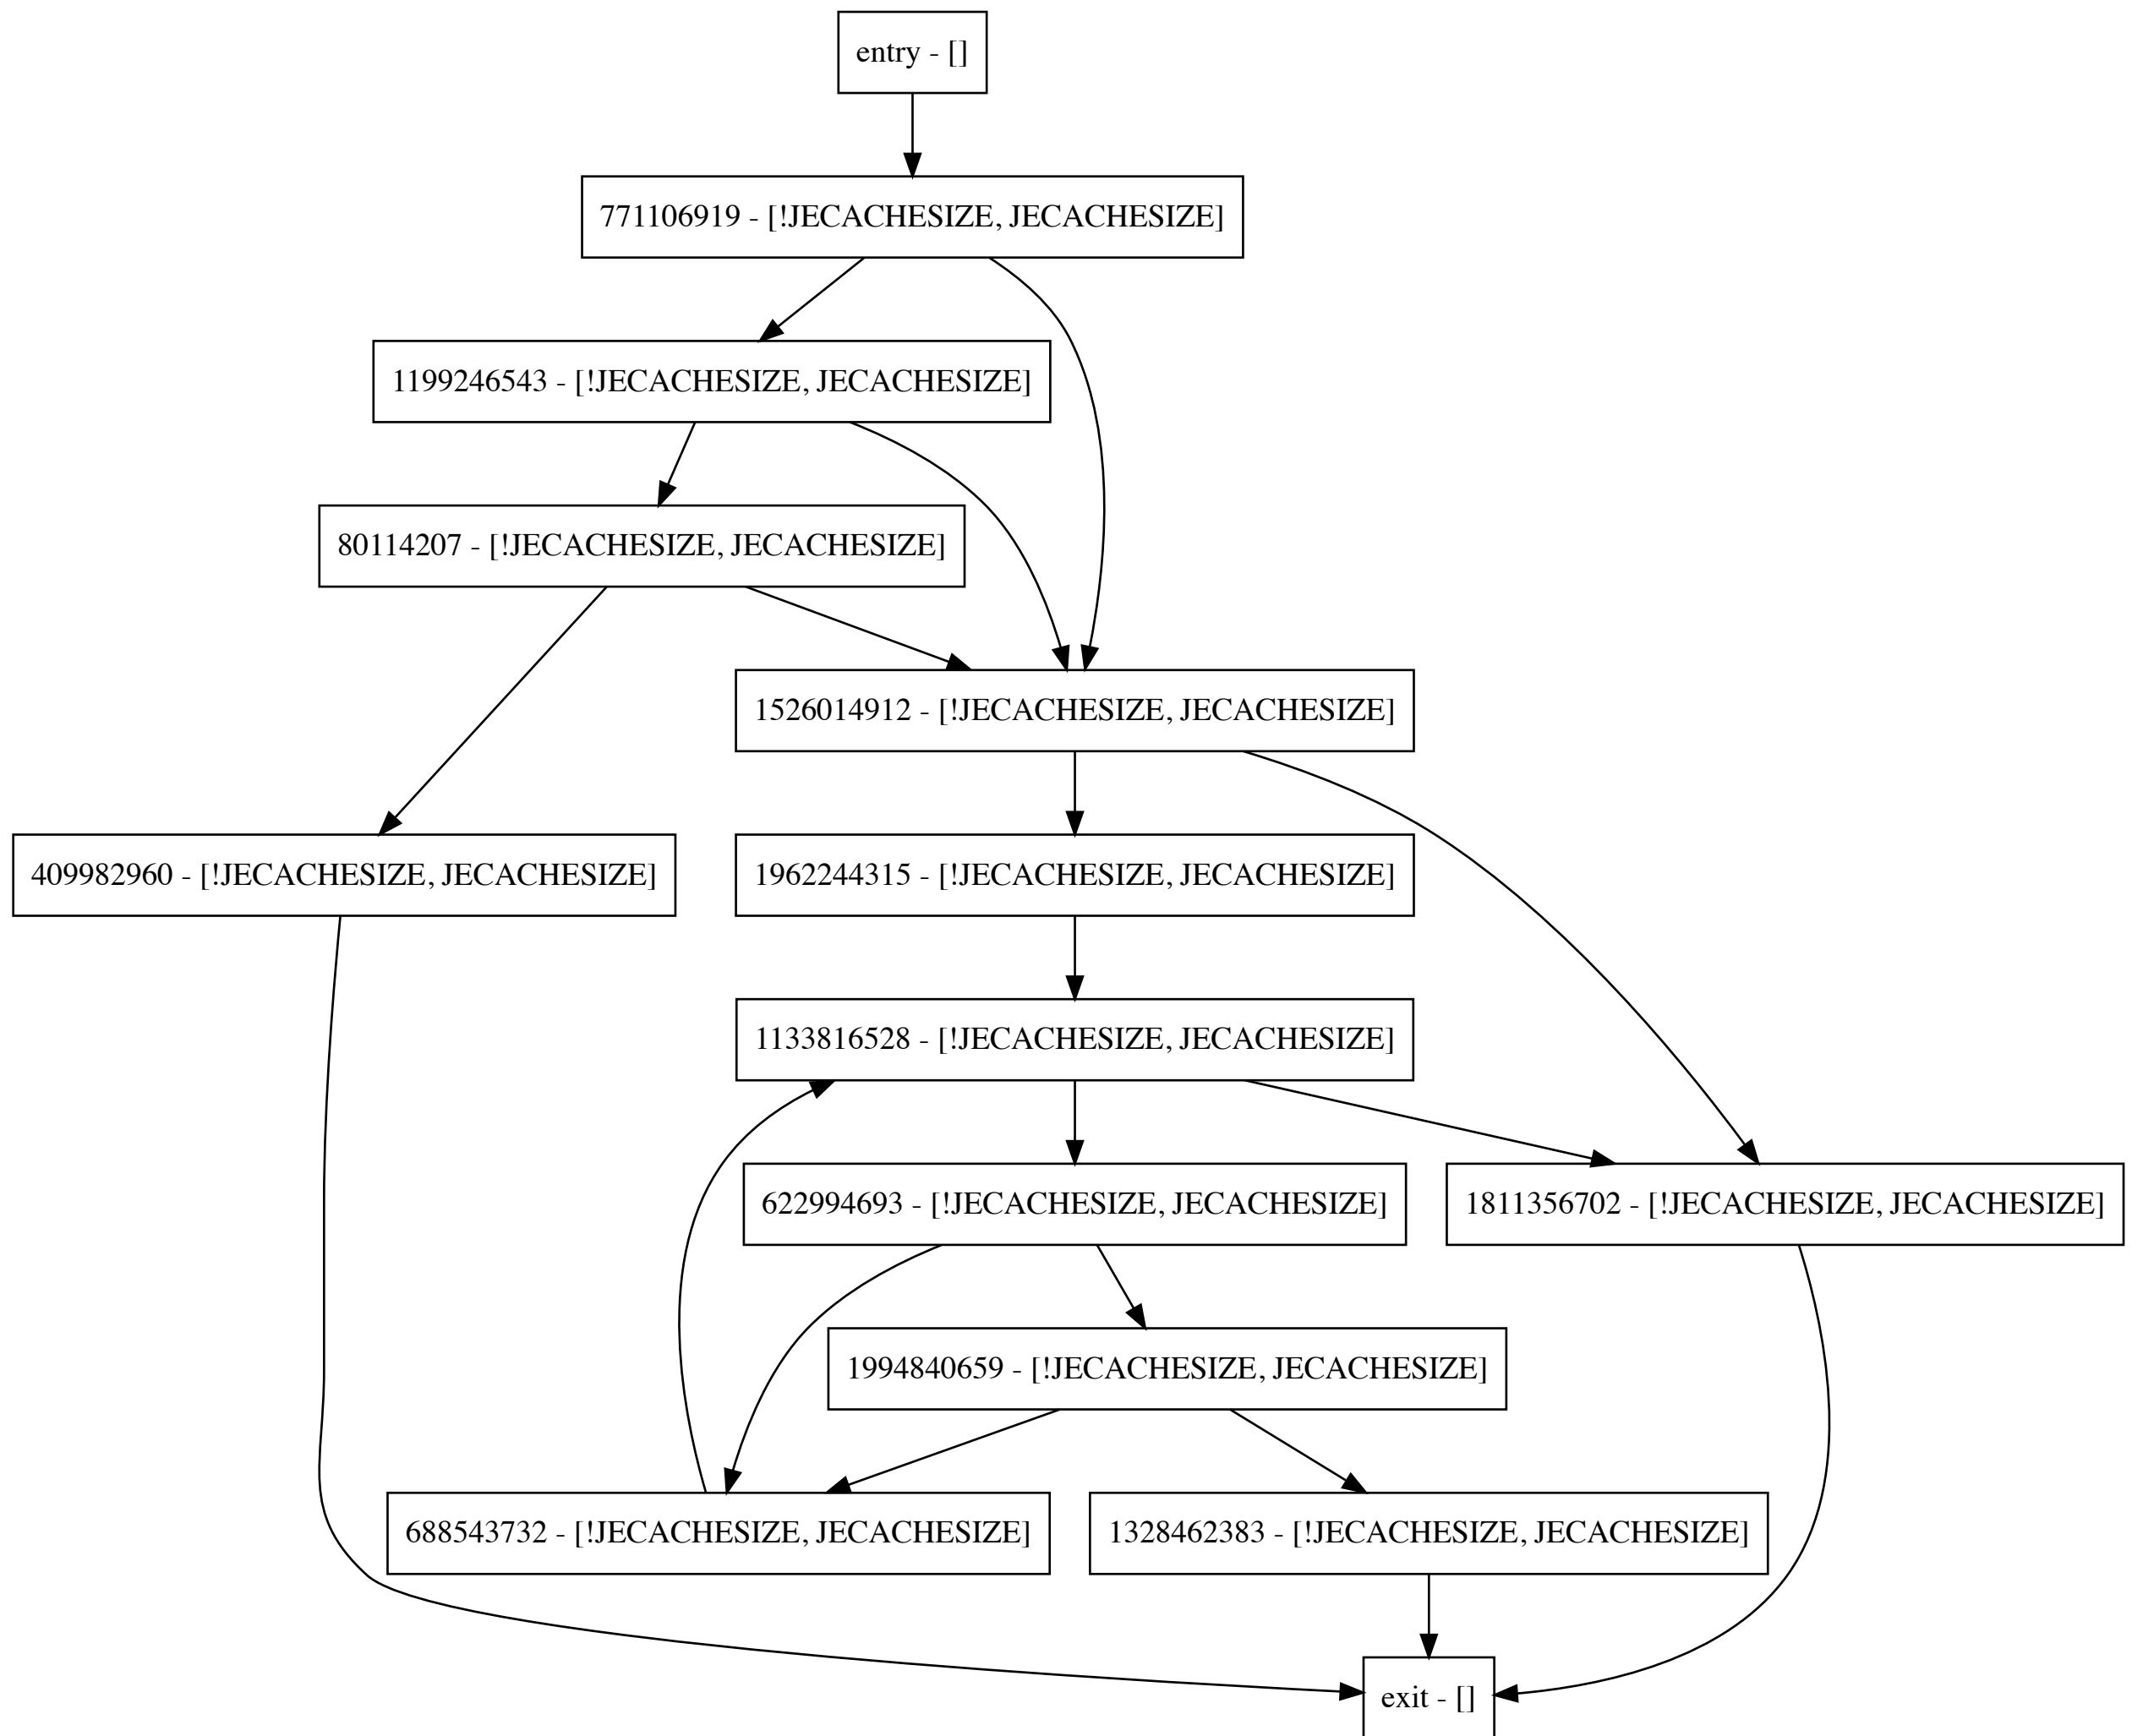 entry - []
771106919 - [!JECACHESIZE, JECACHESIZE]
1199246543 - [!JECACHESIZE, JECACHESIZE]
80114207 - [!JECACHESIZE, JECACHESIZE]
1526014912 - [!JECACHESIZE, JECACHESIZE]
409982960 - [!JECACHESIZE, JECACHESIZE]
1962244315 - [!JECACHESIZE, JECACHESIZE]
1133816528 - [!JECACHESIZE, JECACHESIZE]
622994693 - [!JECACHESIZE, JECACHESIZE]
1811356702 - [!JECACHESIZE, JECACHESIZE]
1994840659 - [!JECACHESIZE, JECACHESIZE]
688543732 - [!JECACHESIZE, JECACHESIZE]
1328462383 - [!JECACHESIZE, JECACHESIZE]
exit - []